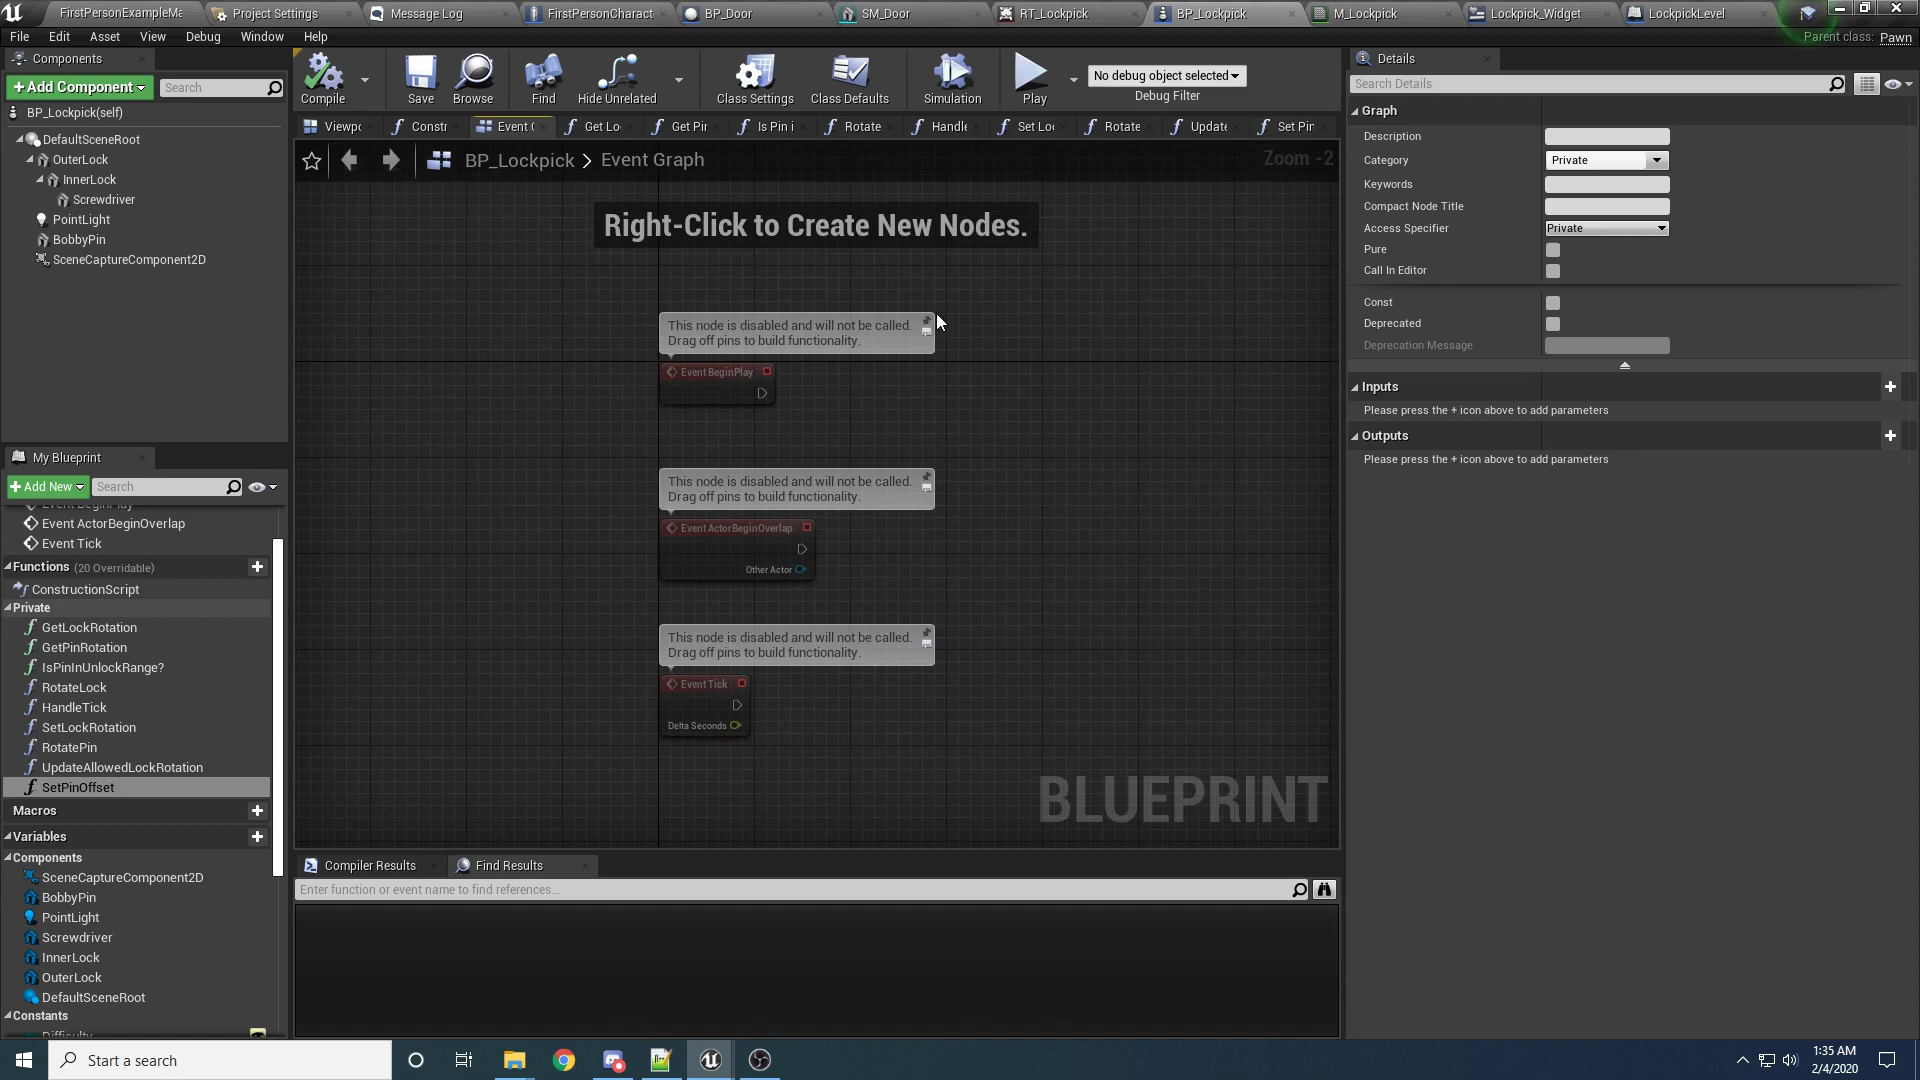 FirstPersonExampleMa
Project Settings
Message Log
FirstPersonCharact
BP_Door
SM_Door
RT_Lockpick
BP_Lockpick
M_Lockpick
Lockpick_Widget
LockpickLevel
File
Edit
Asset
View
Debug
Window
Help
Parent class: Pawn
Components
+Add Component
Search
BP_Lockpick(self)
DefaultSceneRoot
OuterLock
InnerLock
Screwdriver
PointLight
BobbyPin
SceneCaptureComponent2D
Compile
Save
Browse
Find
Hide Unrelated
Class Settings
Class Defaults
Simulation
Play
No debug object selected
Debug Filter
Viewpo
Constr
Event G
Get Lo
Get Pir
Is Pin i
Rotate
Handle
Set Lo
Rotate
Update
Set Pin
BP_Lockpick > Event Graph
Zoom -2
Right-Click to Create New Nodes.
This node is disabled and will not be called.
Drag off pins to build functionality.
Event BeginPlay
This node is disabled and will not be called.
Drag off pins to build functionality.
Event ActorBeginOverlap
Other Actor
This node is disabled and will not be called.
Drag off pins to build functionality.
Event Tick
Delta Seconds
BLUEPRINT
My Blueprint
+Add New
Search
Event BeginPlay
Event ActorBeginOverlap
Event Tick
Functions (20 Overridable)
ConstructionScript
Private
GetLockRotation
GetPinRotation
IsPinInUnlockRange?
RotateLock
HandleTick
SetLockRotation
RotatePin
UpdateAllowedLockRotation
SetPinOffset
Macros
Variables
Components
SceneCaptureComponent2D
BobbyPin
PointLight
Screwdriver
InnerLock
OuterLock
DefaultSceneRoot
Constants
Difficulty
Compiler Results
Find Results
Enter function or event name to find references...
Details
Search Details
Graph
Description
Category
Private
Keywords
Compact Node Title
Access Specifier
Private
Pure
Call In Editor
Const
Deprecated
Deprecation Message
Inputs
Please press the + icon above to add parameters
Outputs
Please press the + icon above to add parameters
Start a search
1:35 AM
2/4/2020